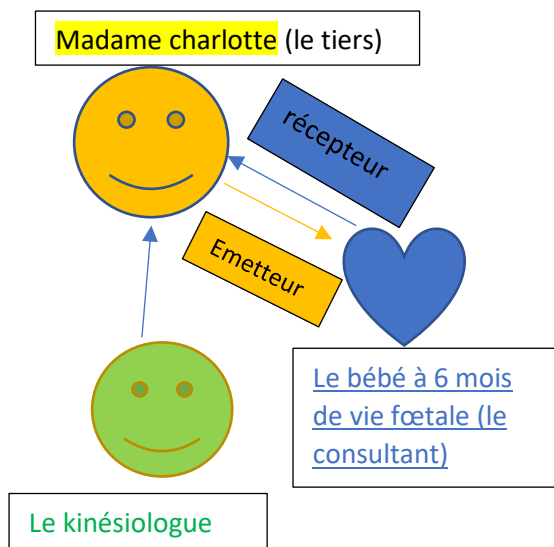 Madame charlotte (le tiers)
récepteur
Emetteur
Le bébé à 6 mois
de vie fœtale (le
consultant)
Le kinésiologue